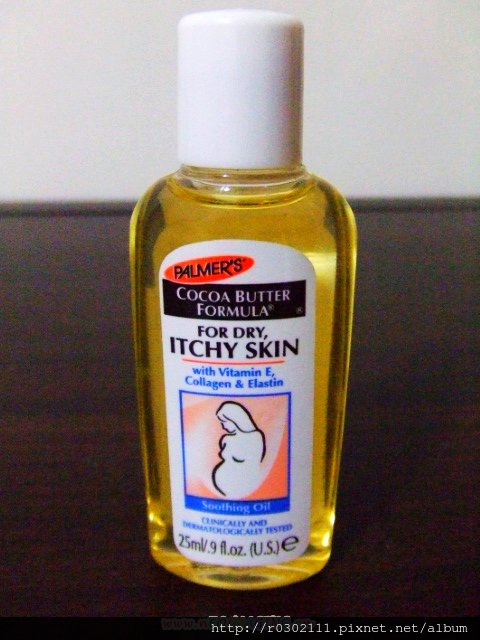 PALMER'S®
COCOA BUTTER
FORMULA® ®
FOR DRY,
ITCHY SKIN
with Vitamin E,
Collagen & Elastin
Soothing Oil
CLINICALLY AND
DERMATOLOGICALLY TESTED
25ml/.9 fl.oz. (U.S.) e
http://r0302111.pixnet.net/album